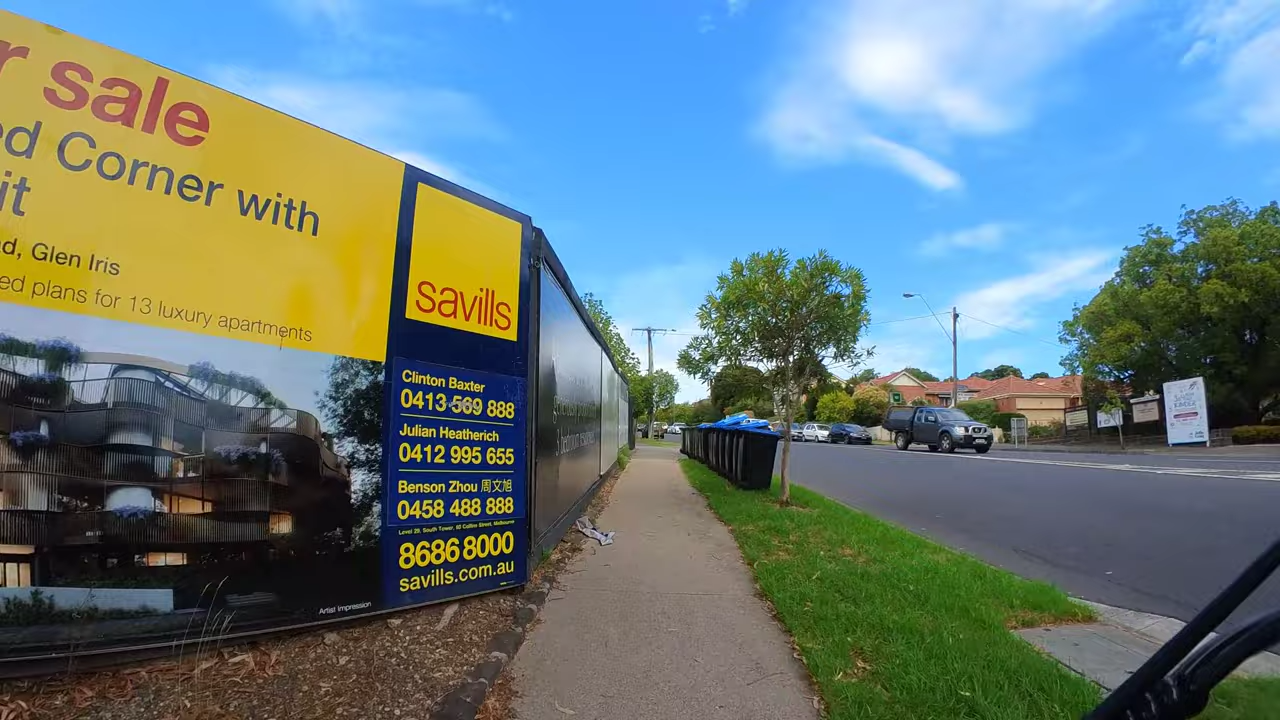 r sale
ed Corner with
it
ad, Glen Iris
ed plans for 13 luxury apartments
savills
Clinton Baxter
0413 569 888
Julian Heatherich
0412 995 655
Benson Zhou 周文旭
0458 488 888
Level 29, South Tower, 80 Collins Street, Melbourne
8686 8000
savills.com.au
Artist impression